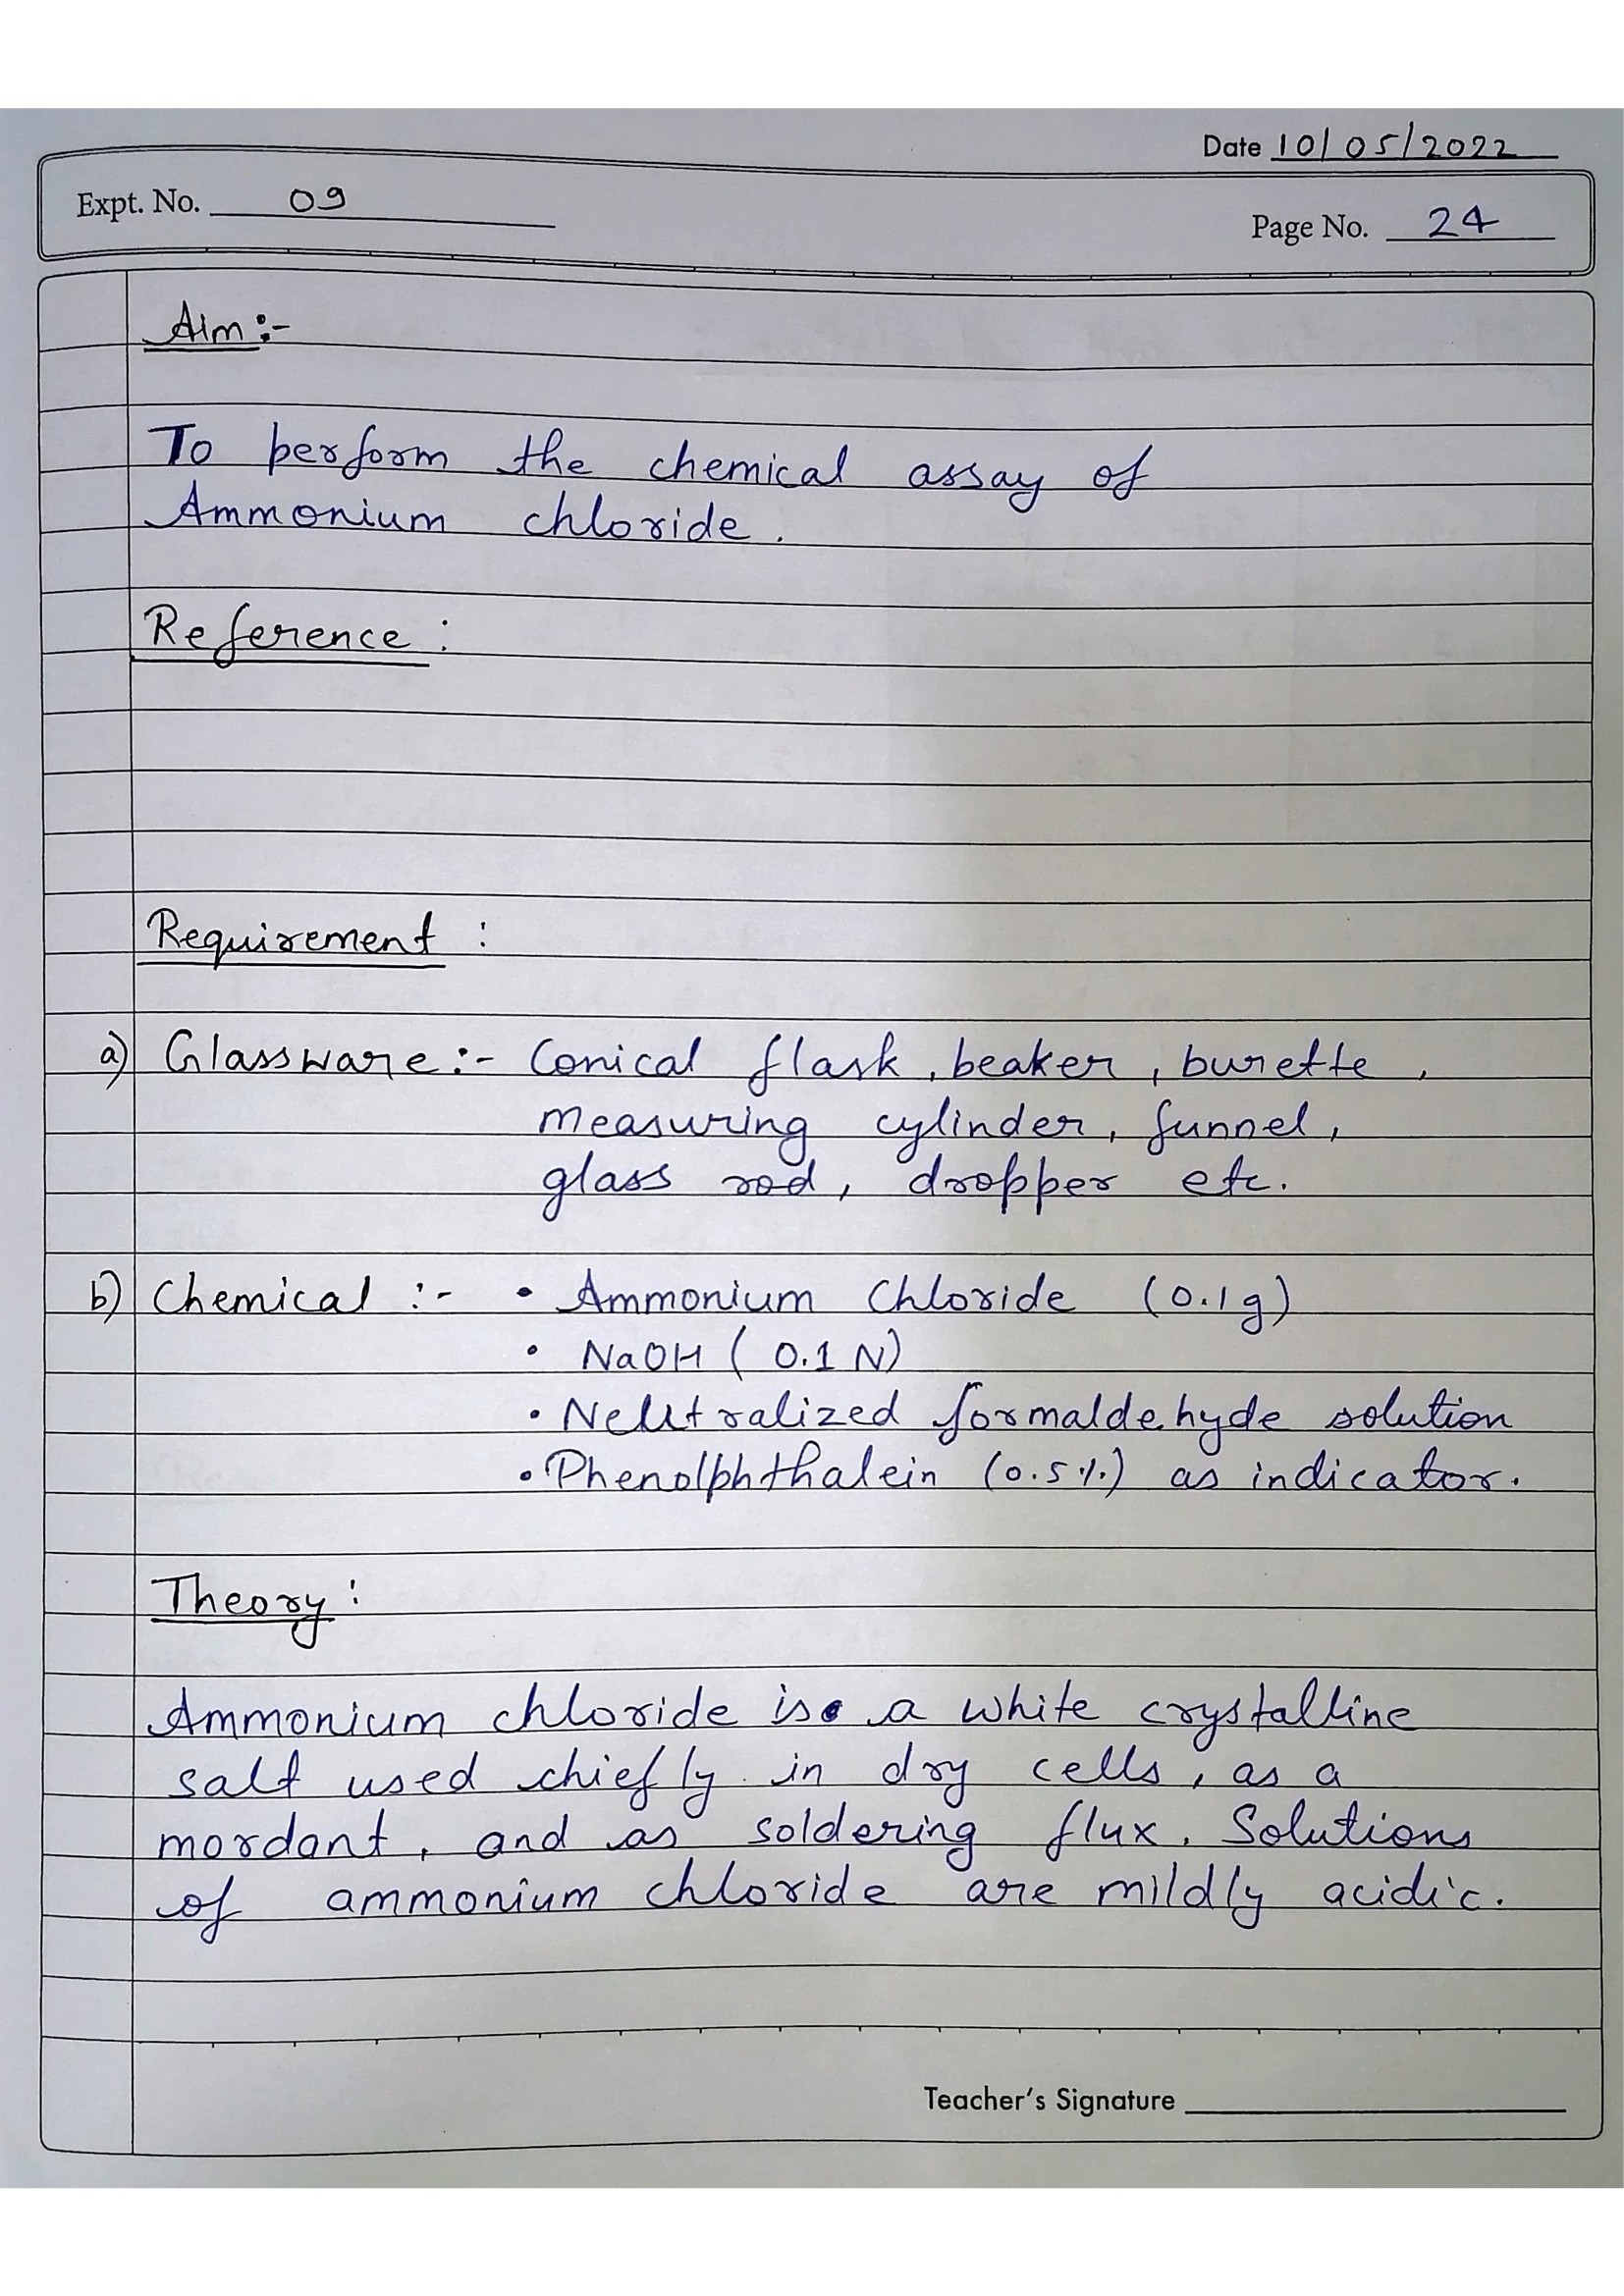 Date 10/05/2022
Expt. No. 09
Page No. 24
Aim :-
To perform the chemical assay of
Ammonium chloride.
Reference :
Requirement :
a) Glassware :- Conical flask, beaker, burette,
measuring cylinder, funnel,
glass rod, dropper etc.
b) Chemical :- • Ammonium Chloride (0.1g)
• NaOH (0.1 N)
• Neutralized formaldehyde solution
• Phenolphthalein (0.5%) as indicator.
Theory :
Ammonium chloride is a white crystalline
salt used chiefly in dry cells, as a
mordant, and as soldering flux. Solutions
of ammonium chloride are mildly acidic.
Teacher's Signature